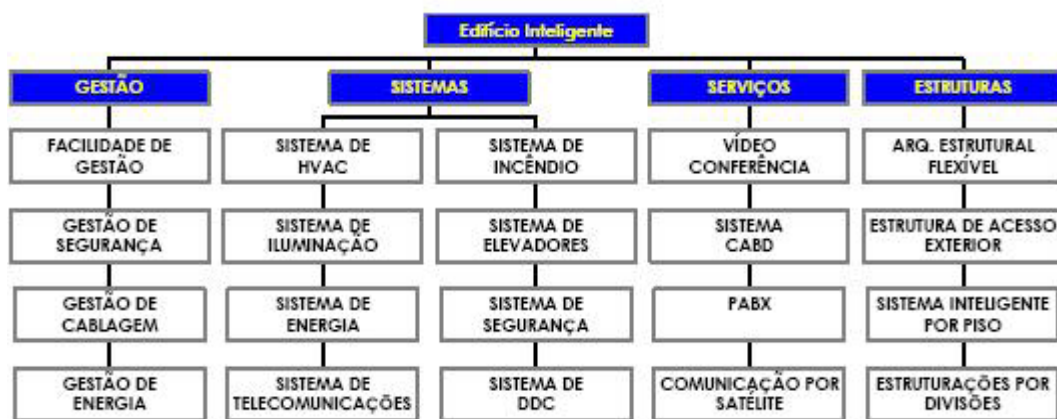 Edifício Inteligente
GESTÃO
SISTEMAS
SERVIÇOS
ESTRUTURAS
FACILIDADE DE
GESTÃO
SISTEMA DE
HVAC
SISTEMA DE
INCÊNDIO
VÍDEO
CONFERÊNCIA
ARQ. ESTRUTURAL
FLEXÍVEL
GESTÃO DE
SEGURANÇA
SISTEMA DE
ILUMINAÇÃO
SISTEMA DE
ELEVADORES
SISTEMA
CABD
ESTRUTURA DE ACESSO
EXTERIOR
GESTÃO DE
CABLAGEM
SISTEMA DE
ENERGIA
SISTEMA DE
SEGURANÇA
PABX
SISTEMA INTELIGENTE
POR PISO
GESTÃO DE
ENERGIA
SISTEMA DE
TELECOMUNICAÇÕES
SISTEMA DE
DDC
COMUNICAÇÃO POR
SATÉLITE
ESTRUTURAÇÕES POR
DIVISÕES